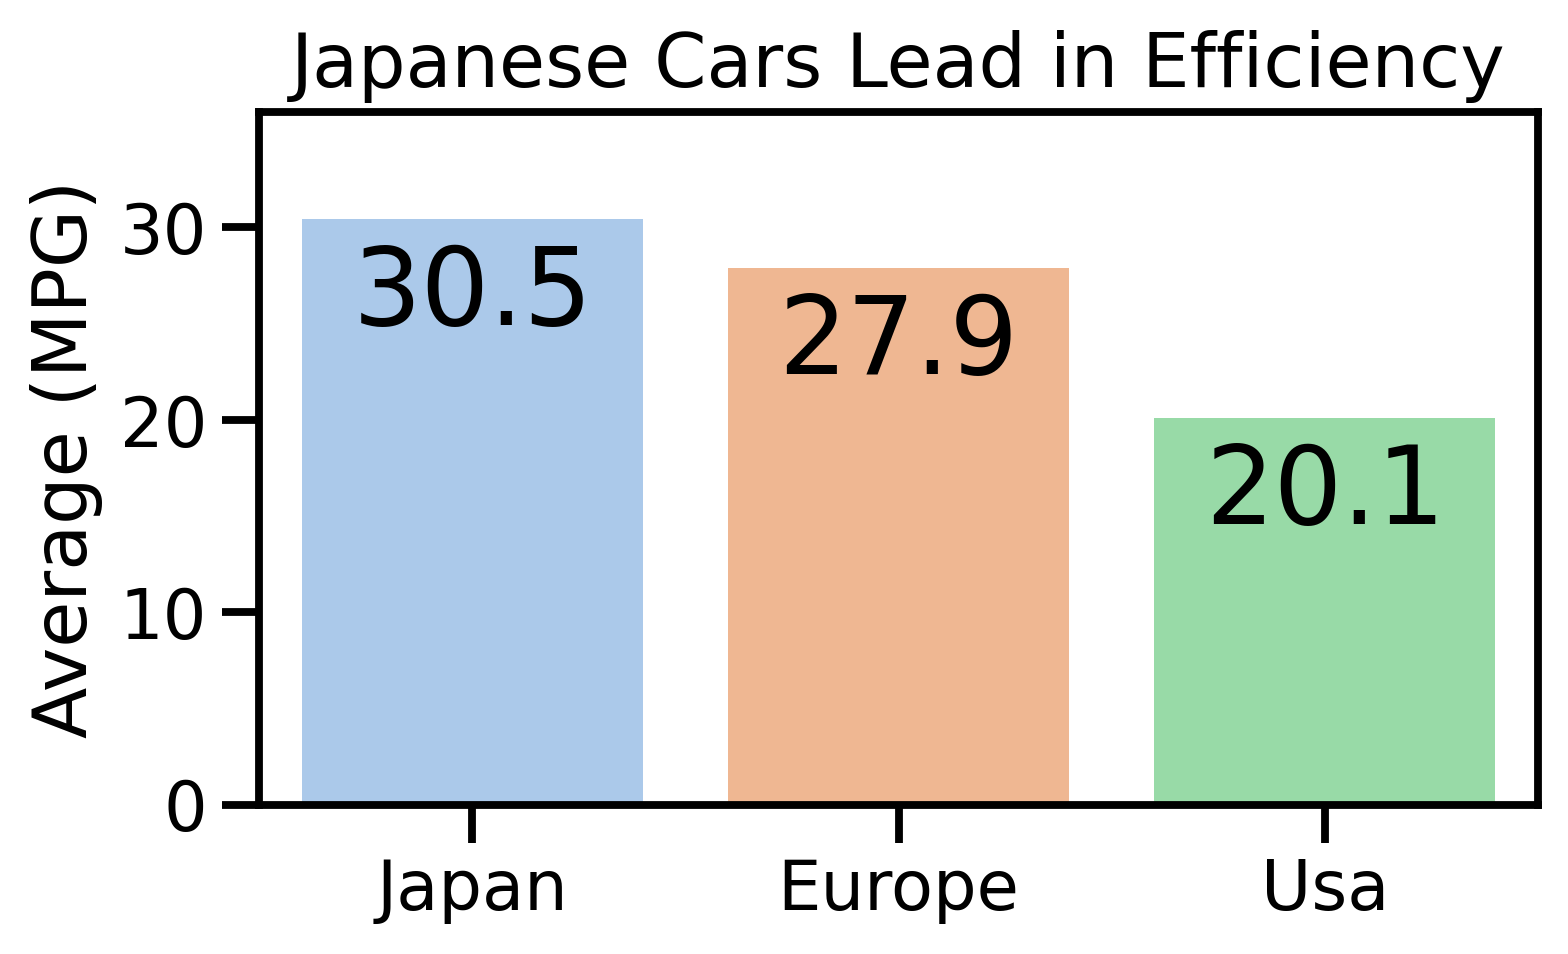 Japanese Cars Lead in Efficiency
Average (MPG)
30
20
10
0
30.5
27.9
20.1
Japan
Europe
Usa